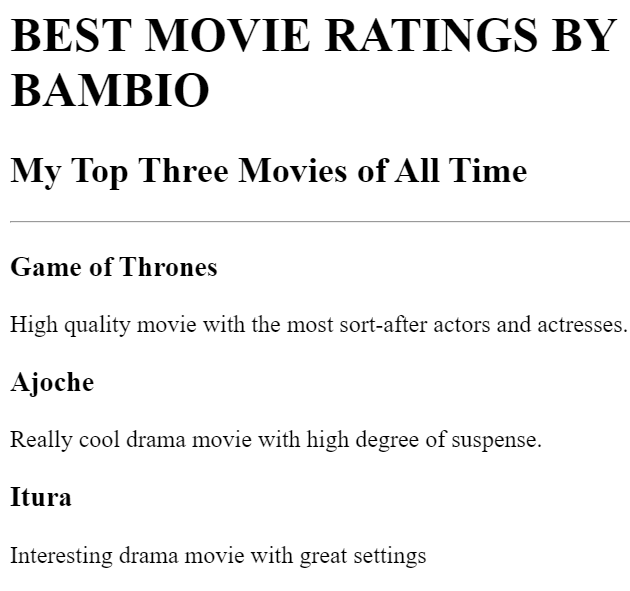 BEST MOVIE RATINGS BY
BAMBIO
My Top Three Movies of All Time
Game of Thrones
High quality movie with the most sort-after actors and actresses.
Ajoche
Really cool drama movie with high degree of suspense.
Itura
Interesting drama movie with great settings